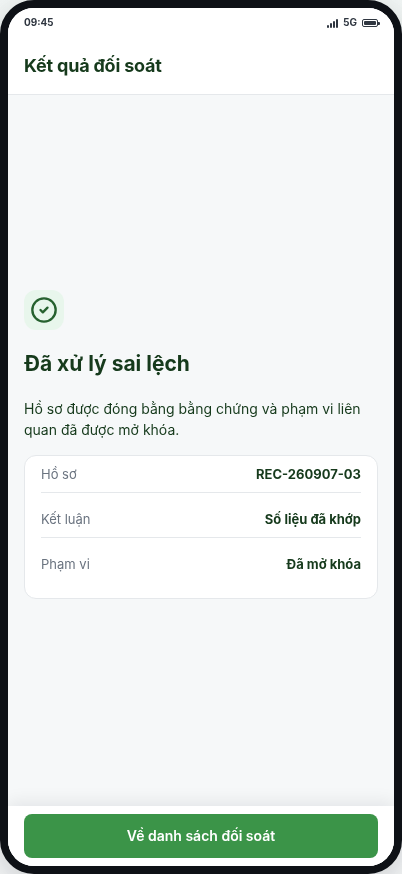 09:45
5G
Kết quả đối soát
Đã xử lý sai lệch
Hồ sơ được đóng bằng bằng chứng và phạm vi liên
quan đã được mở khóa.
Hồ sơ REC-260907-03
Kết luận Số liệu đã khớp
Phạm vi Đã mở khóa
Về danh sách đối soát